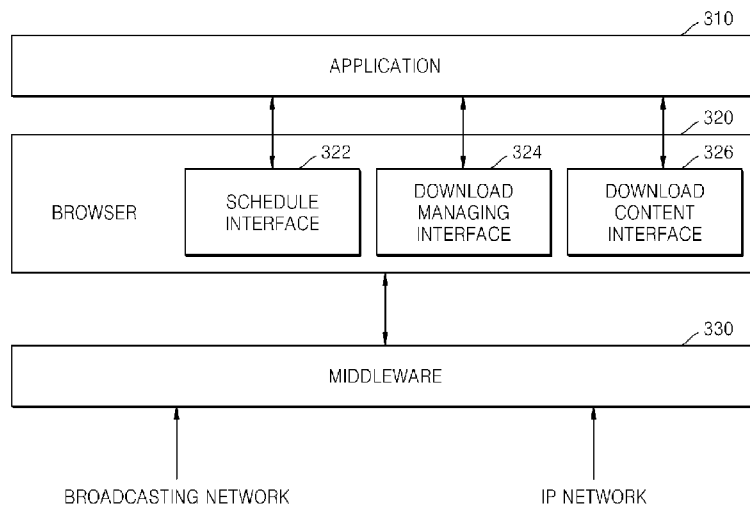 310
APPLICATION
320
322
324
326
BROWSER
SCHEDULE
INTERFACE
DOWNLOAD
MANAGING
INTERFACE
DOWNLOAD
CONTENT
INTERFACE
330
MIDDLEWARE
BROADCASTING NETWORK
IP NETWORK